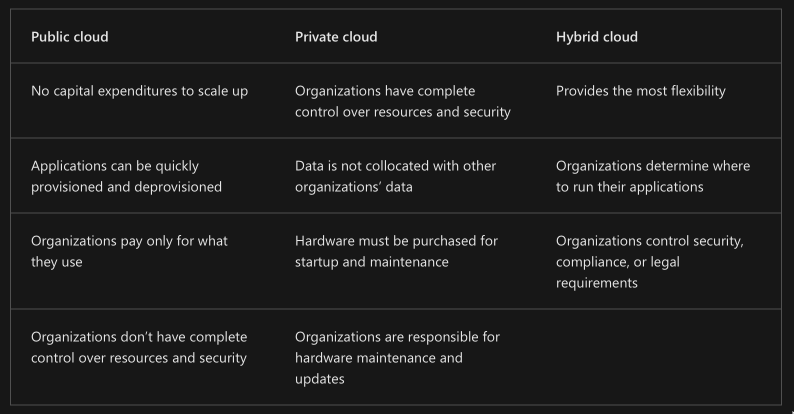 Public cloud
Private cloud
Hybrid cloud
No capital expenditures to scale up
Organizations have complete
control over resources and security
Provides the most flexibility
Applications can be quickly
provisioned and deprovisioned
Data is not collocated with other
organizations’ data
Organizations determine where
to run their applications
Organizations pay only for what
they use
Hardware must be purchased for
startup and maintenance
Organizations control security,
compliance, or legal
requirements
Organizations don’t have complete
control over resources and security
Organizations are responsible for
hardware maintenance and
updates